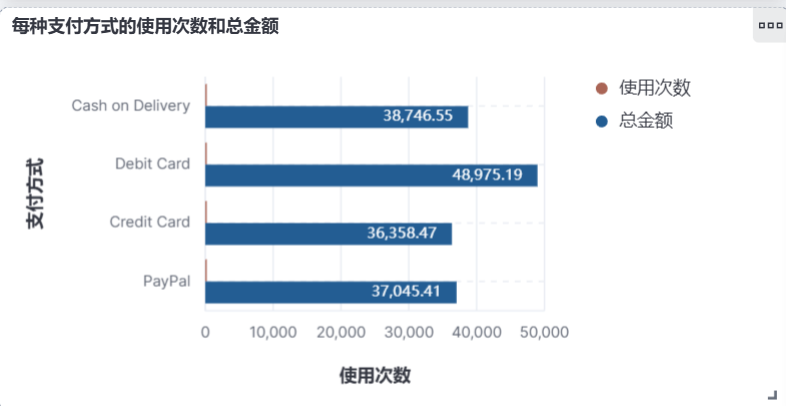 每种支付方式的使用次数和总金额
使用次数
总金额
支付方式
Cash on Delivery
38,746.55
Debit Card
48,975.19
Credit Card
36,358.47
PayPal
37,045.41
0 10,000 20,000 30,000 40,000 50,000
使用次数